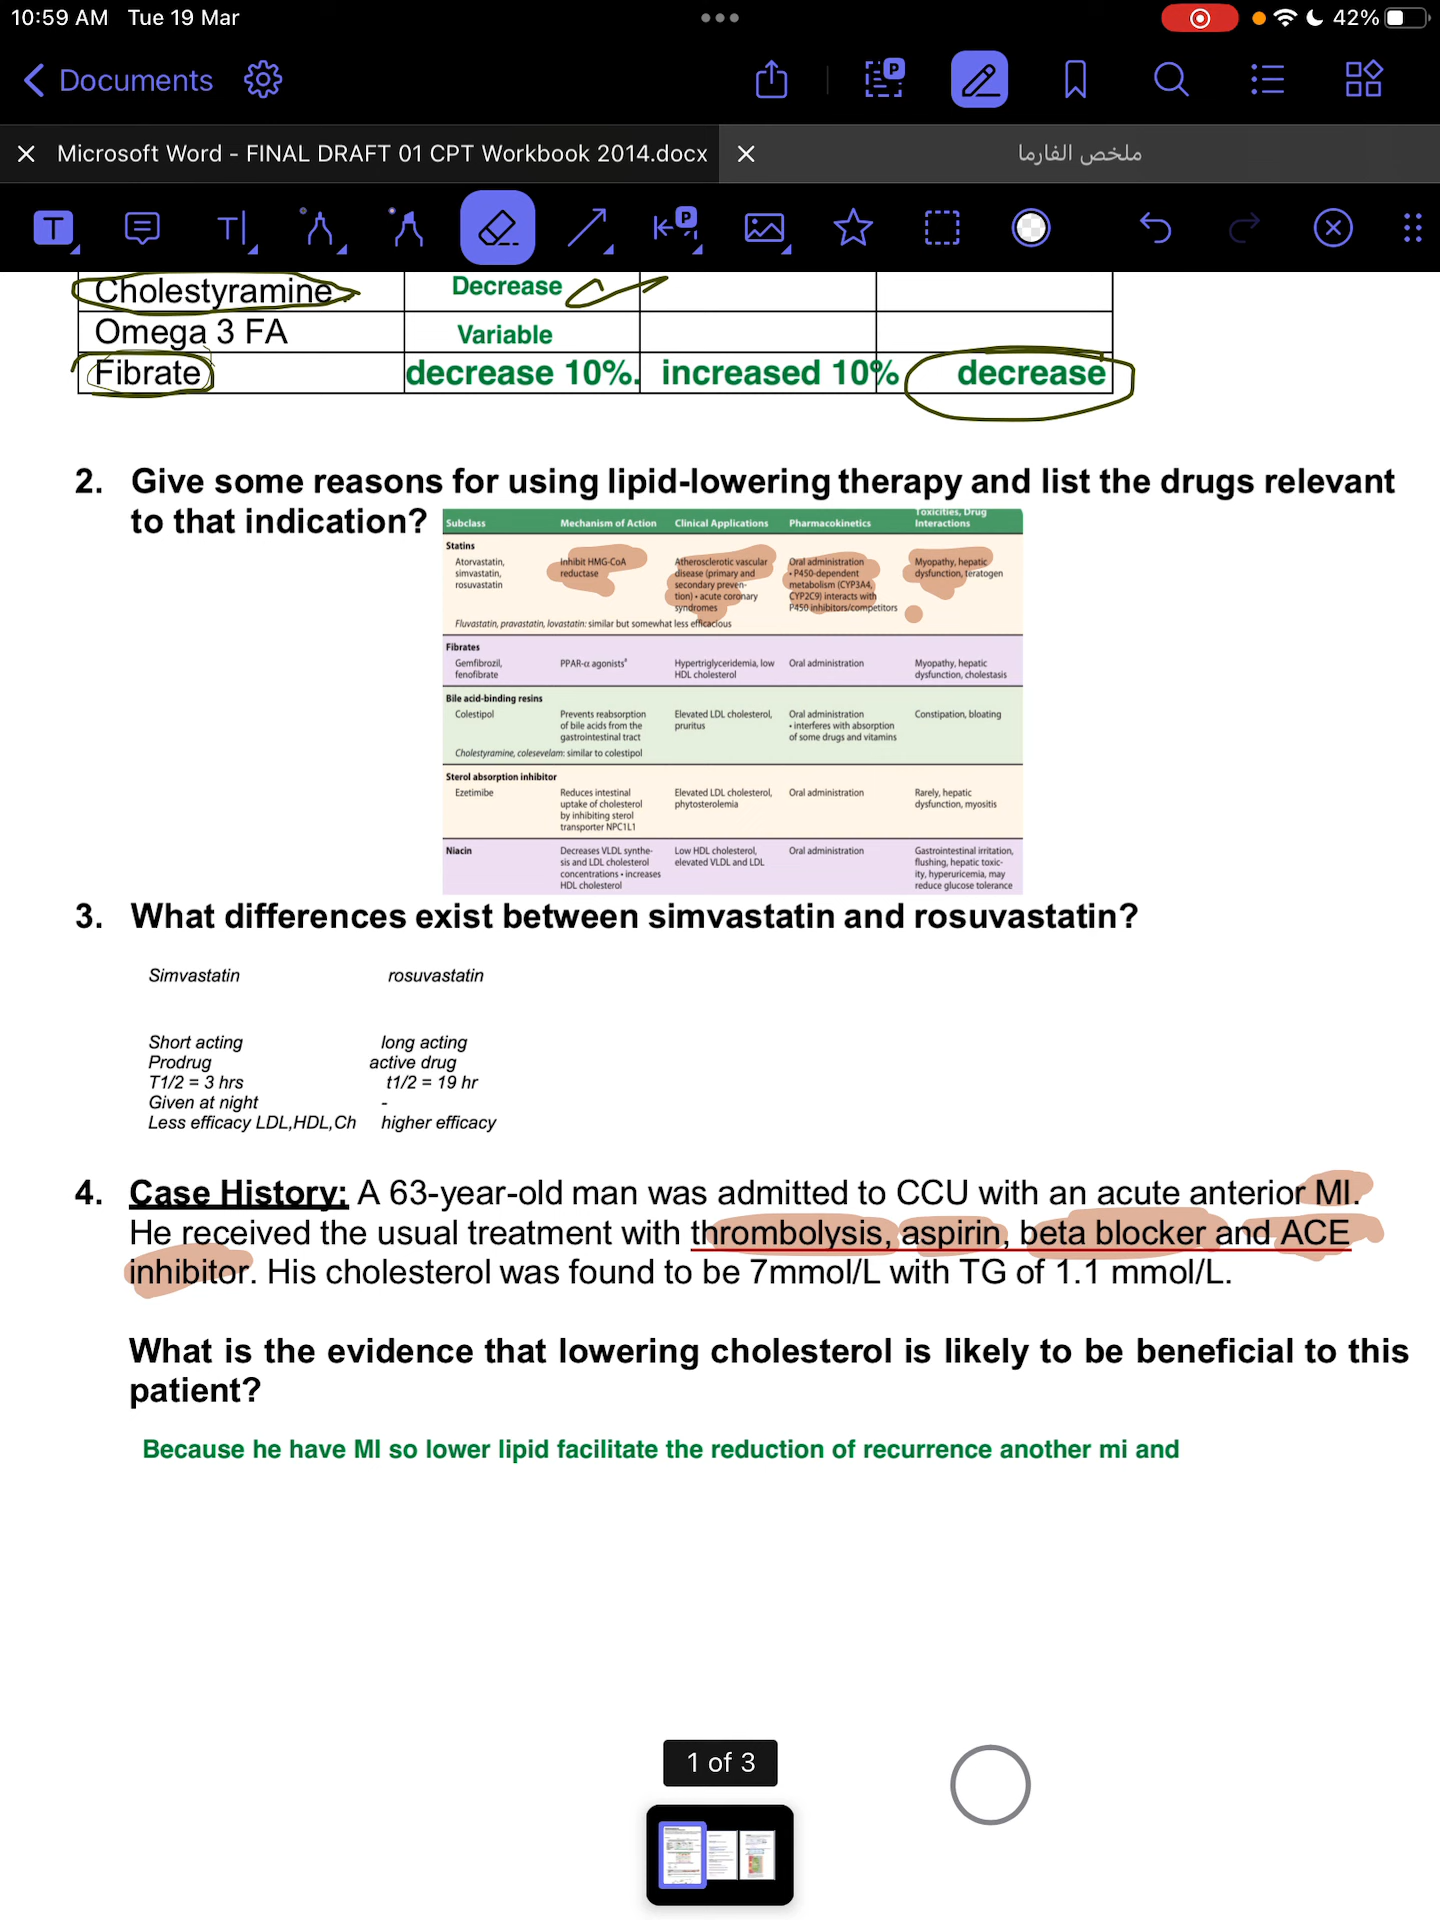 10:59 AM Tue 19 Mar
42%
Documents
Microsoft Word - FINAL DRAFT 01 CPT Workbook 2014.docx
ملخص الفارما
Cholestyramine Decrease
Omega 3 FA Variable
Fibrate decrease 10%. increased 10% decrease
2. Give some reasons for using lipid-lowering therapy and list the drugs relevant
to that indication?
Subclass Mechanism of Action Clinical Applications Pharmacokinetics Toxicities, Drug Interactions
Statins
Atorvastatin, inhibit HMG-CoA Atherosclerotic vascular Oral administration Myopathy, hepatic
simvastatin, reductase disease (primary and • P450-dependent dysfunction, teratogen
rosuvastatin secondary preven- metabolism (CYP3A4,
tion) • acute coronary CYP2C9) interacts with
syndromes P450 inhibitors/competitors
Fluvastatin, pravastatin, lovastatin: similar but somewhat less efficacious
Fibrates
Gemfibrozil, PPAR-α agonists Hypertriglyceridemia, low Oral administration Myopathy, hepatic
fenofibrate HDL cholesterol dysfunction, cholestasis
Bile acid-binding resins
Colestipol Prevents reabsorption Elevated LDL cholesterol, Oral administration Constipation, bloating
of bile acids from the pruritus • interferes with absorption
gastrointestinal tract of some drugs and vitamins
Cholestyramine, colesevelam: similar to colestipol
Sterol absorption inhibitor
Ezetimibe Reduces intestinal Elevated LDL cholesterol, Oral administration Rarely, hepatic
uptake of cholesterol phytosterolemia dysfunction, myositis
by inhibiting sterol
transporter NPC1L1
Niacin Decreases VLDL synthe- Low HDL cholesterol, Oral administration Gastrointestinal irritation,
sis and LDL cholesterol elevated VLDL and LDL flushing, hepatic toxic-
concentrations • increases ity, hyperuricemia, may
HDL cholesterol reduce glucose tolerance
3. What differences exist between simvastatin and rosuvastatin?
Simvastatin rosuvastatin
Short acting long acting
Prodrug active drug
T1/2 = 3 hrs t1/2 = 19 hr
Given at night -
Less efficacy LDL,HDL,Ch higher efficacy
4. Case History: A 63-year-old man was admitted to CCU with an acute anterior MI.
He received the usual treatment with thrombolysis, aspirin, beta blocker and ACE
inhibitor. His cholesterol was found to be 7mmol/L with TG of 1.1 mmol/L.
What is the evidence that lowering cholesterol is likely to be beneficial to this
patient?
Because he have MI so lower lipid facilitate the reduction of recurrence another mi and
1 of 3